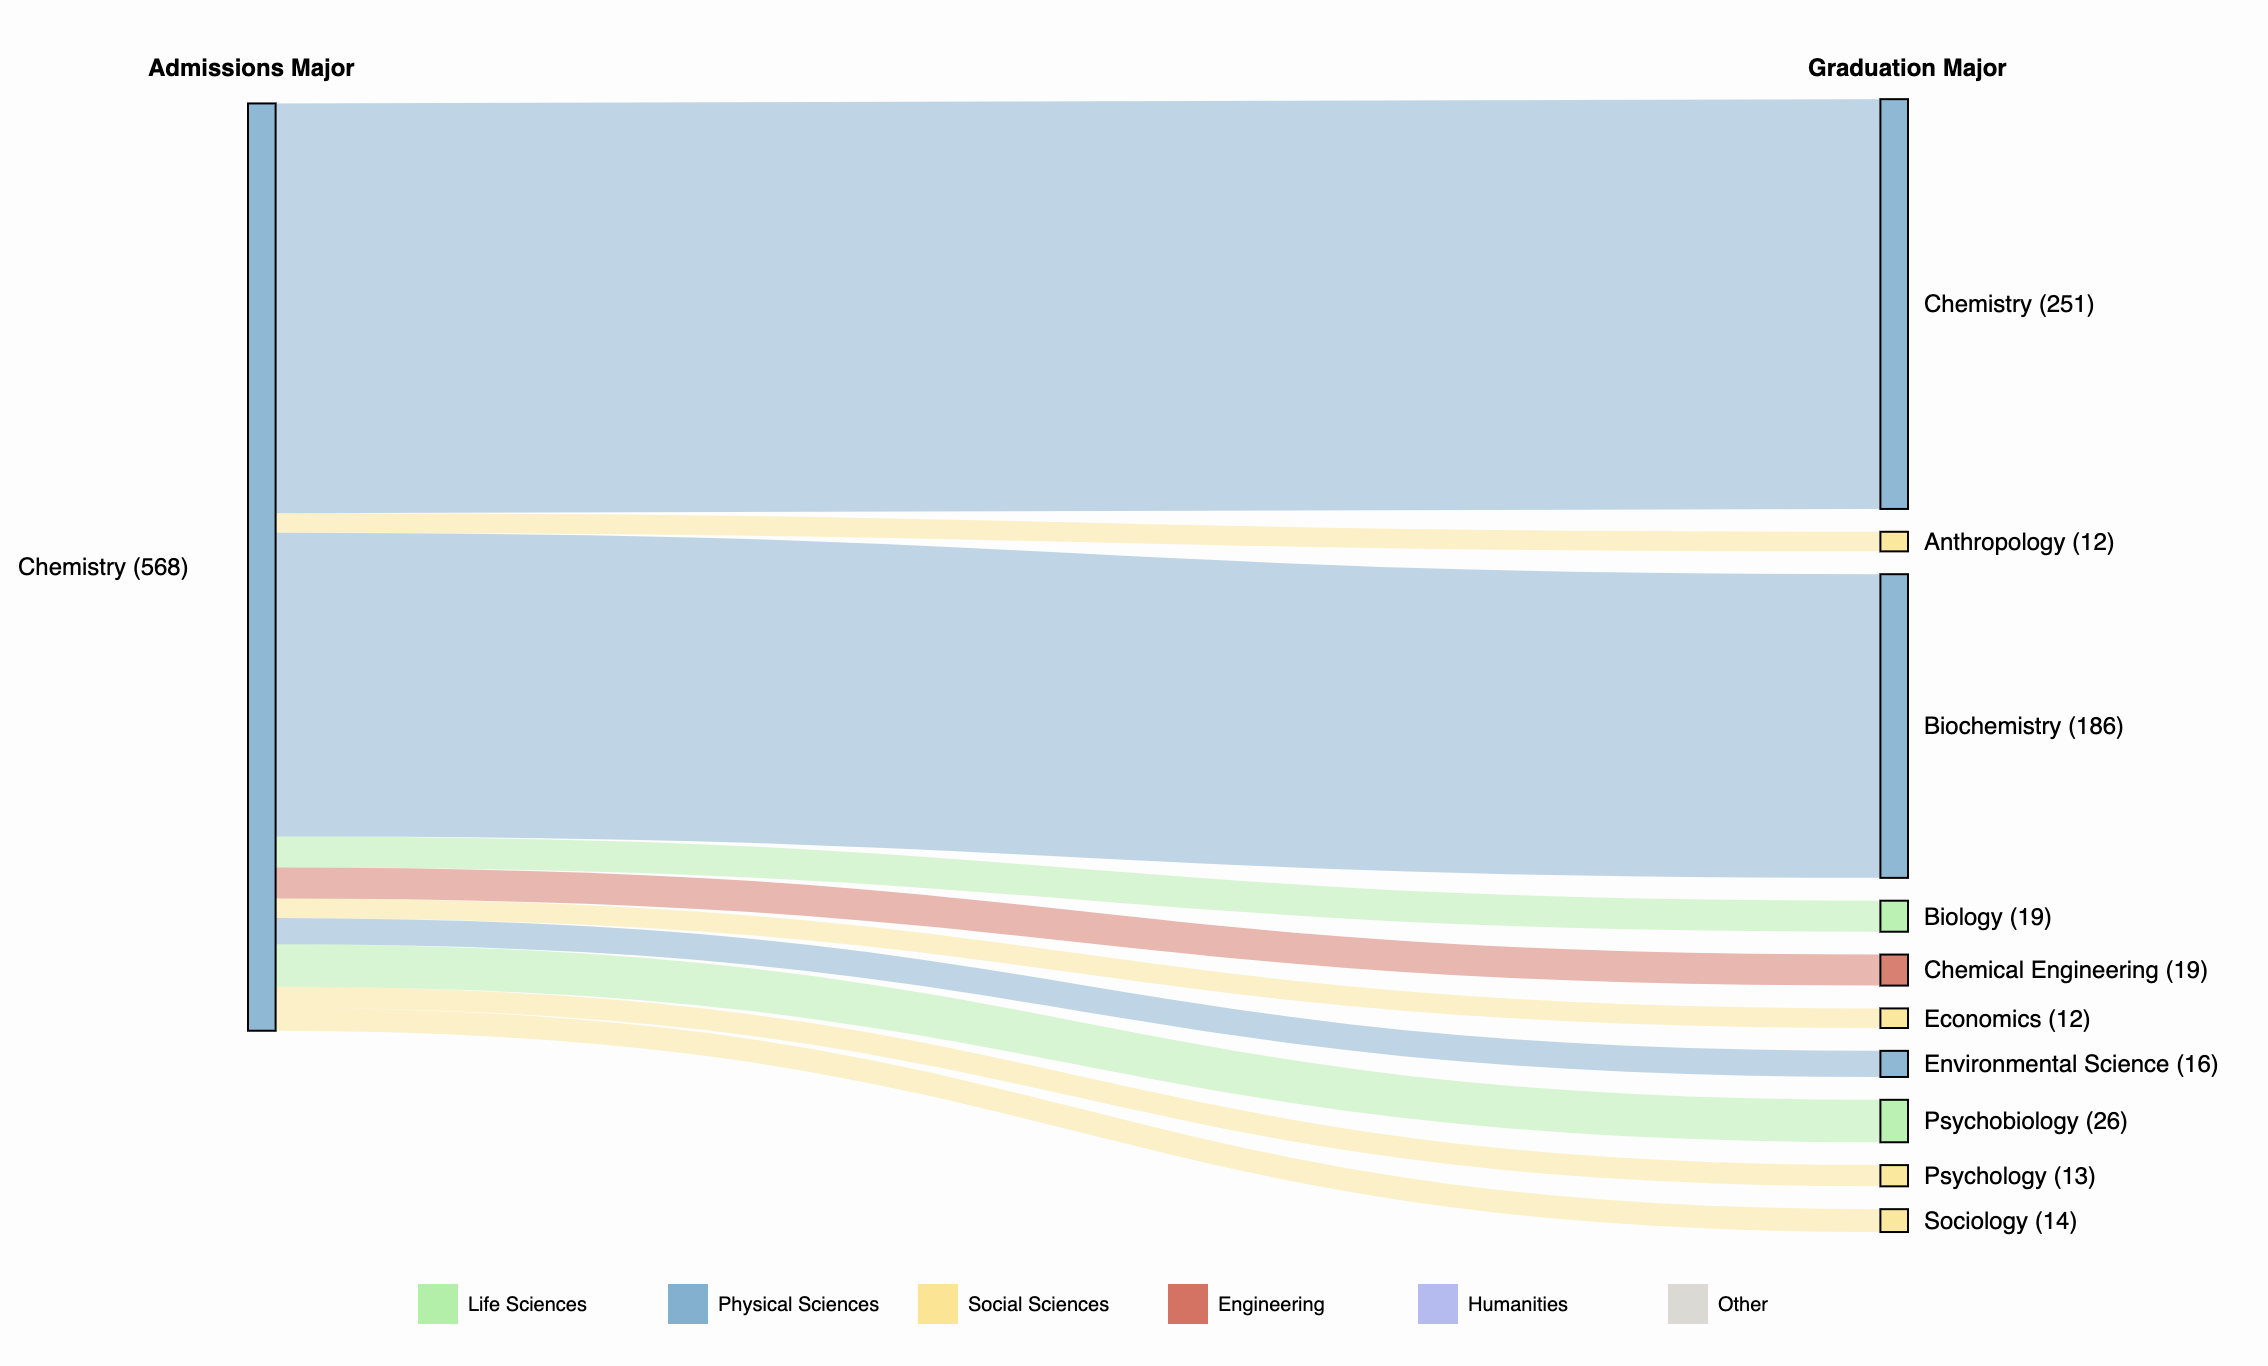 Admissions Major
Graduation Major
Chemistry (568)
Chemistry (251)
Anthropology (12)
Biochemistry (186)
Biology (19)
Chemical Engineering (19)
Economics (12)
Environmental Science (16)
Psychobiology (26)
Psychology (13)
Sociology (14)
Life Sciences
Physical Sciences
Social Sciences
Engineering
Humanities
Other